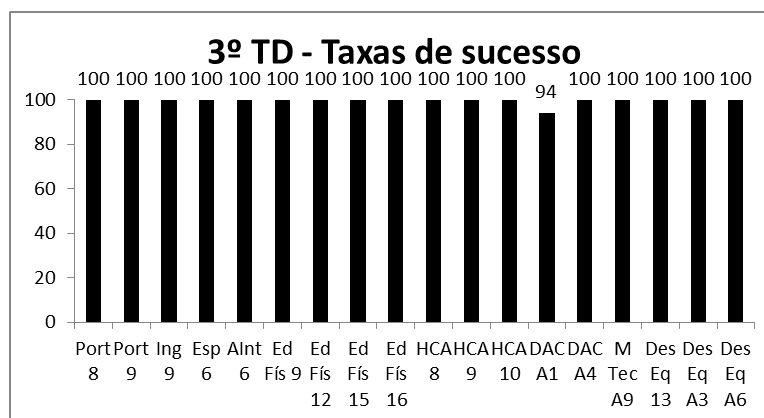 3º TD - Taxas de sucesso
100 100 100 100 100 100 100 100 100 100 100 100 94 100 100 100 100 100
100
80
60
40
20
0
Port Port Ing Esp AInt Ed Ed Ed Ed HCA HCA HCA DAC DAC M Des Des Des
8 9 9 6 6 Fís 9 Fís Fís Fís 8 9 10 A1 A4 Tec Eq Eq Eq
12 15 16 A9 13 A3 A6